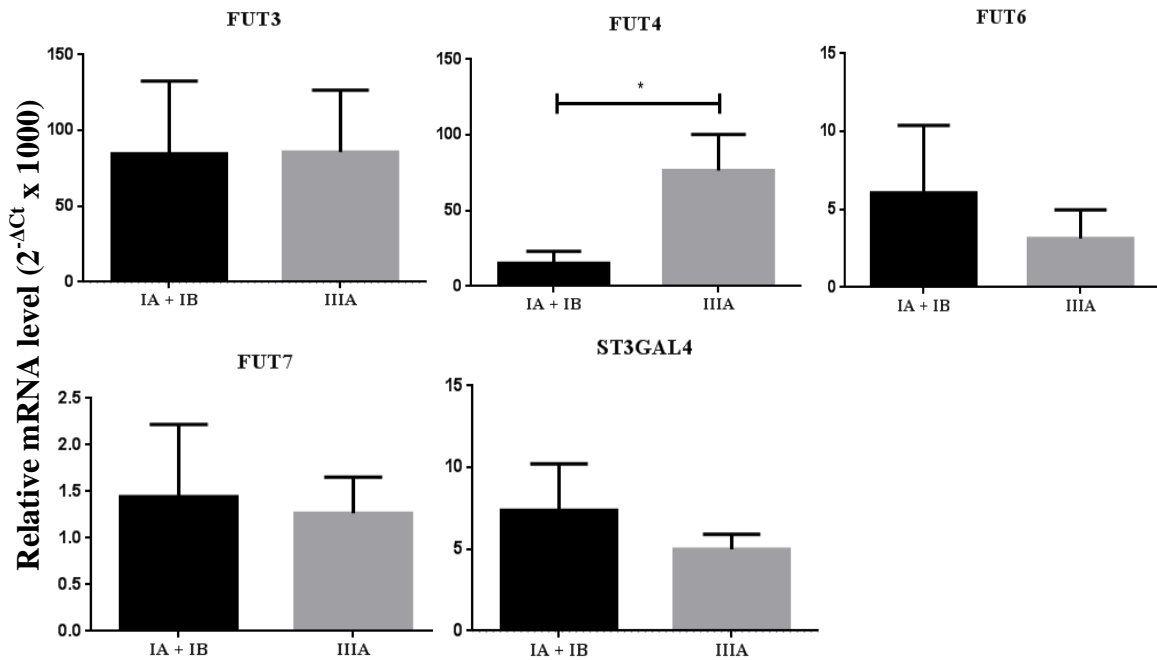 Relative mRNA level (2^-ΔCt x 1000)
FUT3
150
100
50
0
IA + IB IIIA
FUT4
150
100
50
0
*
IA + IB IIIA
FUT6
15
10
5
0
IA + IB IIIA
FUT7
2.5
2.0
1.5
1.0
0.5
0.0
IA + IB IIIA
ST3GAL4
15
10
5
0
IA + IB IIIA